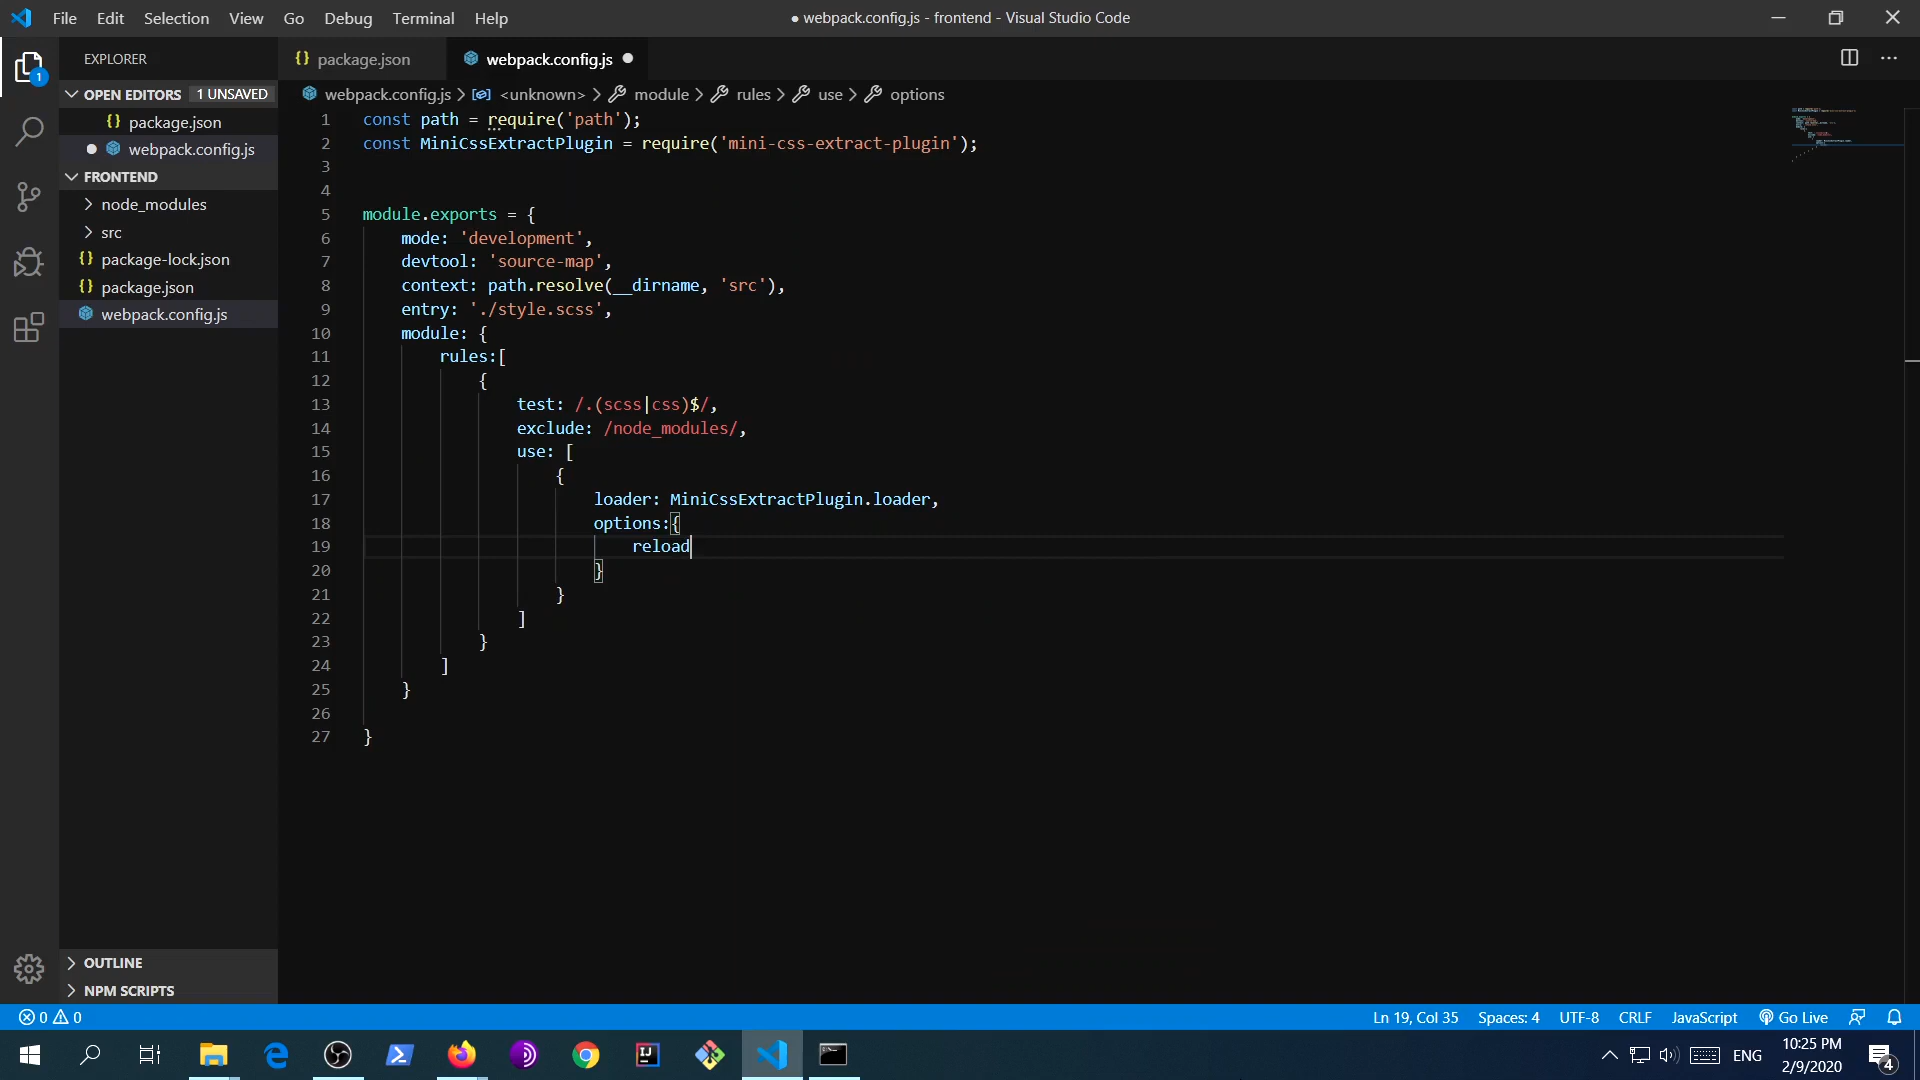 File Edit Selection View Go Debug Terminal Help
● webpack.config.js - frontend - Visual Studio Code
EXPLORER
OPEN EDITORS 1 UNSAVED
{} package.json
● webpack.config.js
FRONTEND
node_modules
src
{} package-lock.json
{} package.json
webpack.config.js
OUTLINE
NPM SCRIPTS
1
{} package.json
webpack.config.js ●
webpack.config.js > <unknown> > module > rules > use > options
1 const path = require('path');
2 const MiniCssExtractPlugin = require('mini-css-extract-plugin');
3
4
5 module.exports = {
6 mode: 'development',
7 devtool: 'source-map',
8 context: path.resolve(__dirname, 'src'),
9 entry: './style.scss',
10 module: {
11 rules:[
12 {
13 test: /.(scss|css)$/,
14 exclude: /node_modules/,
15 use: [
16 {
17 loader: MiniCssExtractPlugin.loader,
18 options:{
19 reload
20 }
21 }
22 ]
23 }
24 ]
25 }
26
27 }
0 0
Ln 19, Col 35 Spaces: 4 UTF-8 CRLF JavaScript Go Live
ENG
10:25 PM
2/9/2020
4